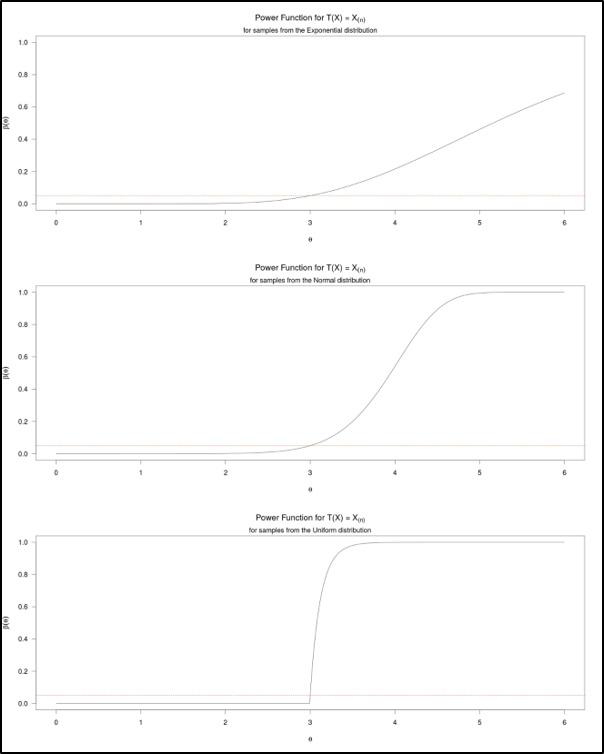 Power Function for T(X) = X(n)
for samples from the Exponential distribution
β(θ)
1.0
0.8
0.6
0.4
0.2
0.0
0 1 2 3 4 5 6
θ
Power Function for T(X) = X(n)
for samples from the Normal distribution
β(θ)
1.0
0.8
0.6
0.4
0.2
0.0
0 1 2 3 4 5 6
θ
Power Function for T(X) = X(n)
for samples from the Uniform distribution
β(θ)
1.0
0.8
0.6
0.4
0.2
0.0
0 1 2 3 4 5 6
θ